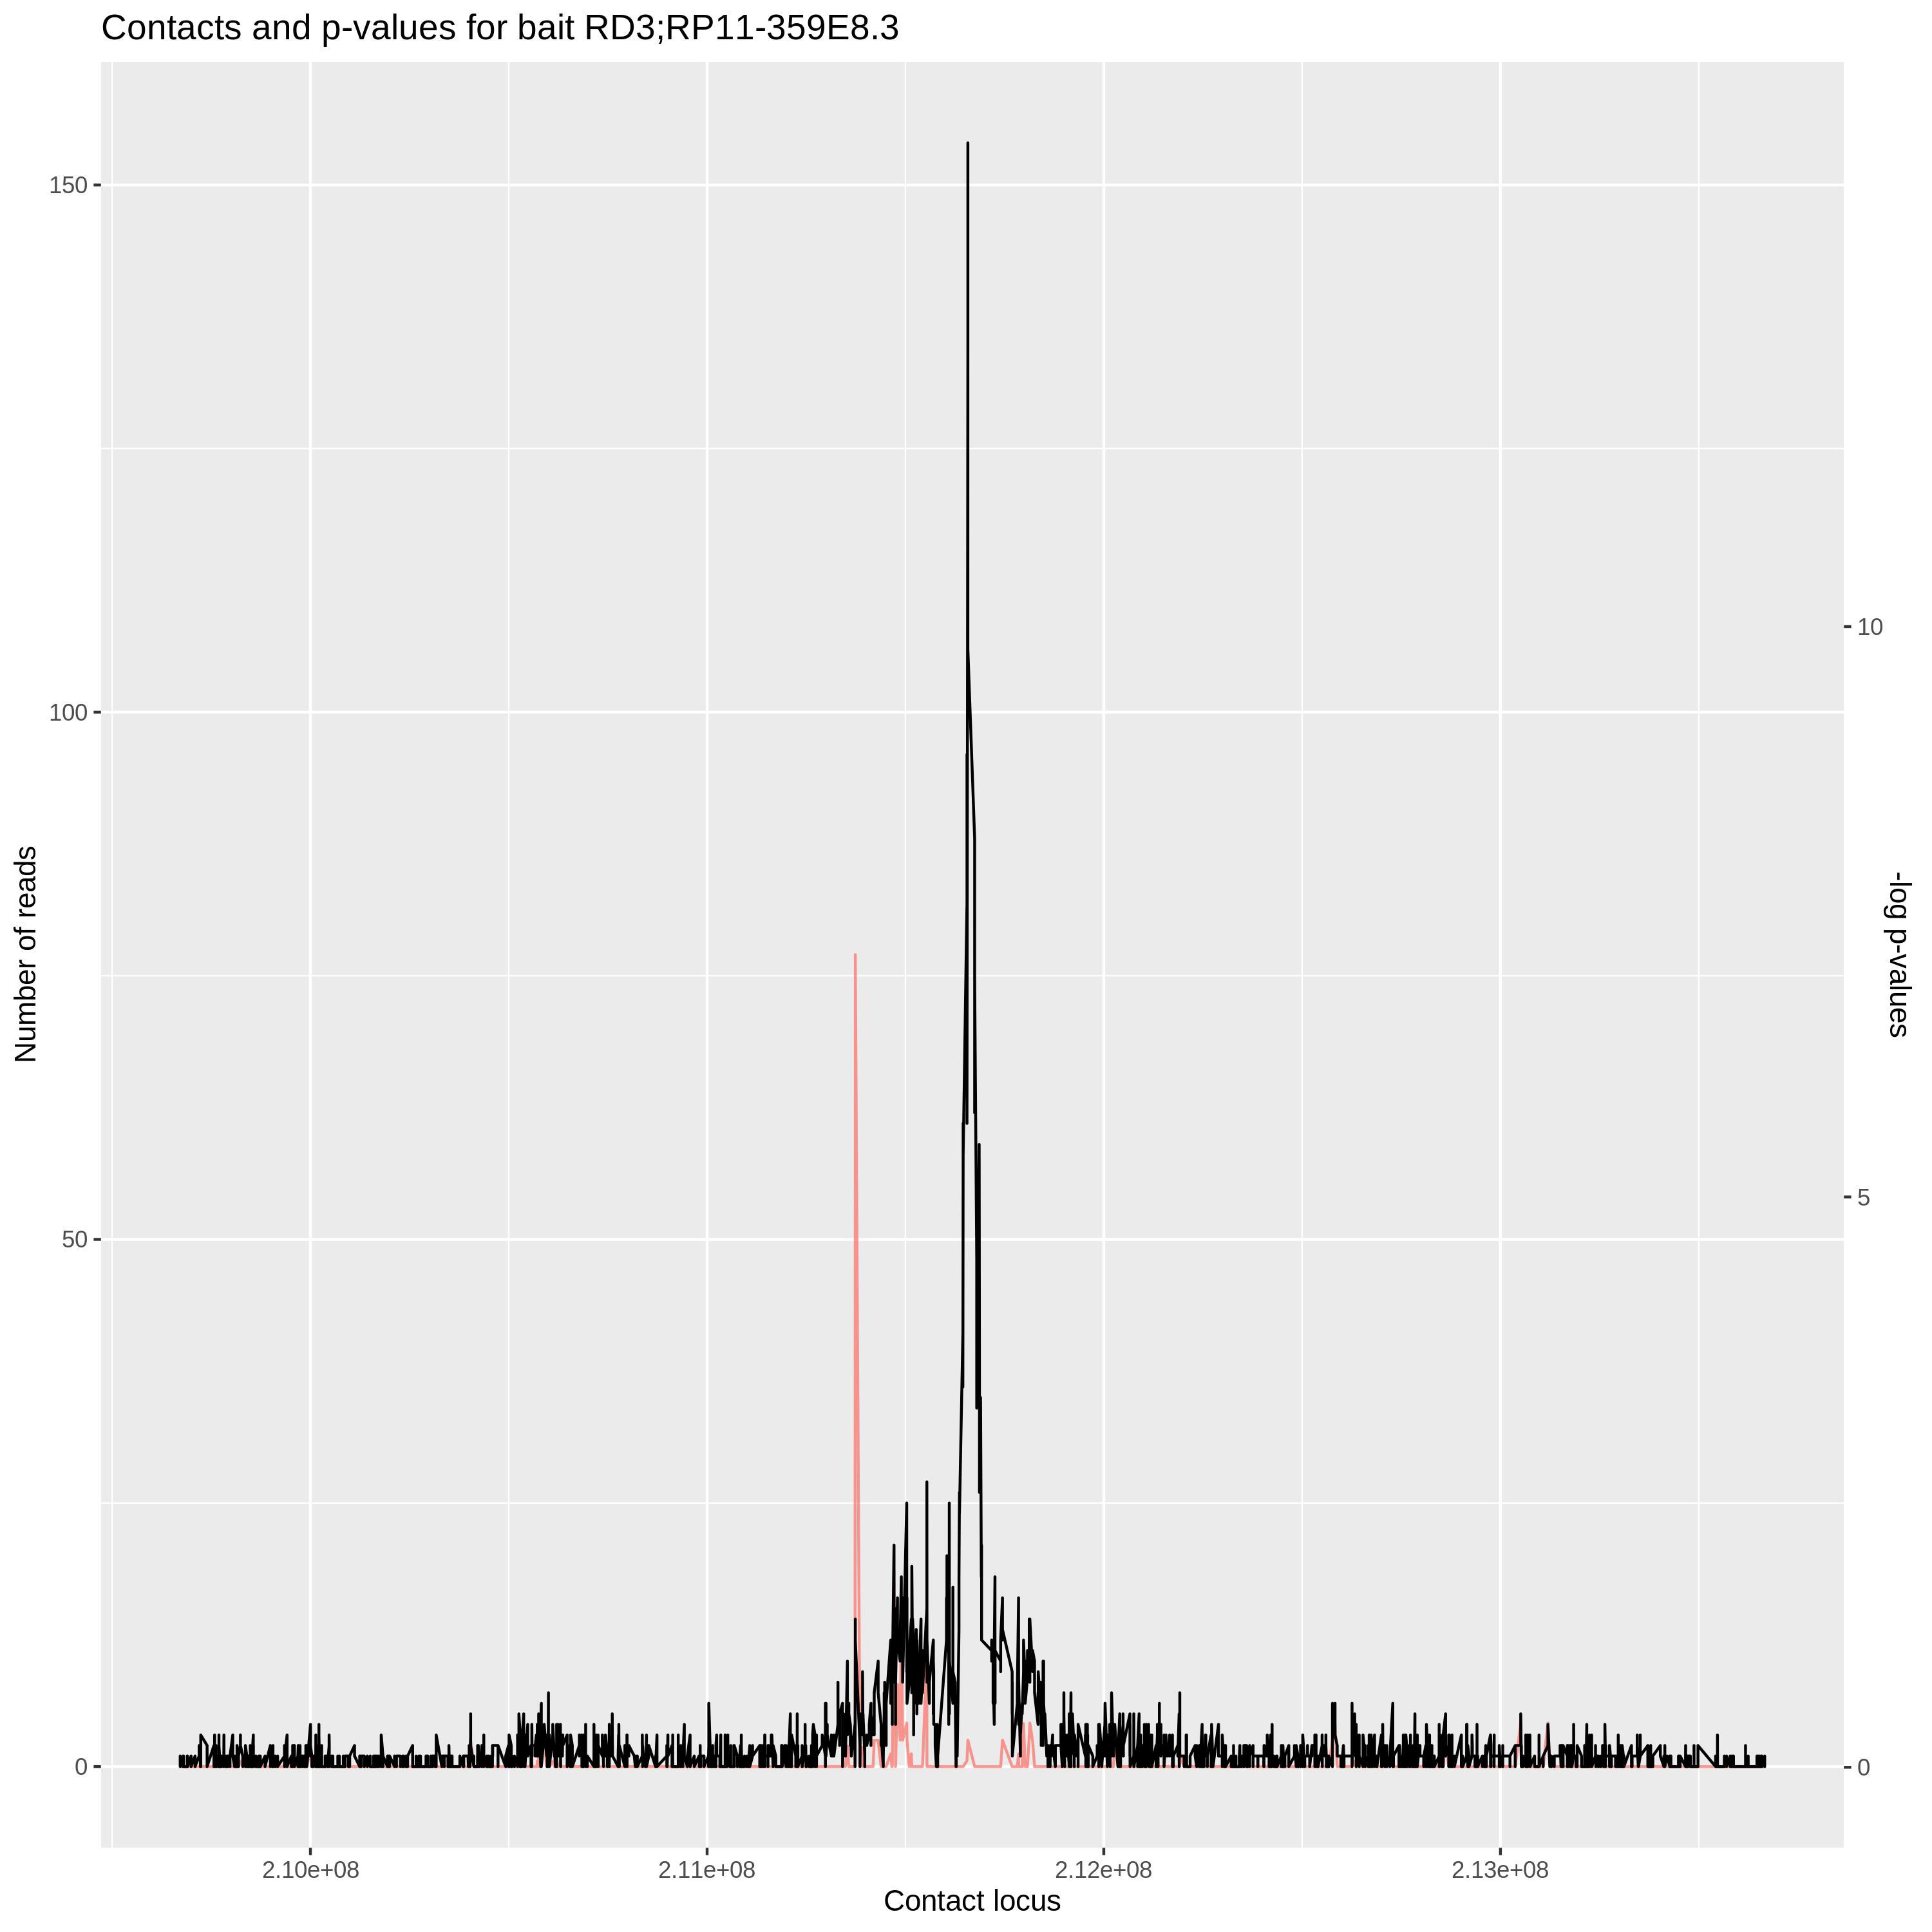 Contacts and p-values for bait RD3;RP11-359E8.3
150
100
50
0
Number of reads
10
5
0
-log p-values
2.10e+08 2.11e+08 2.12e+08 2.13e+08
Contact locus